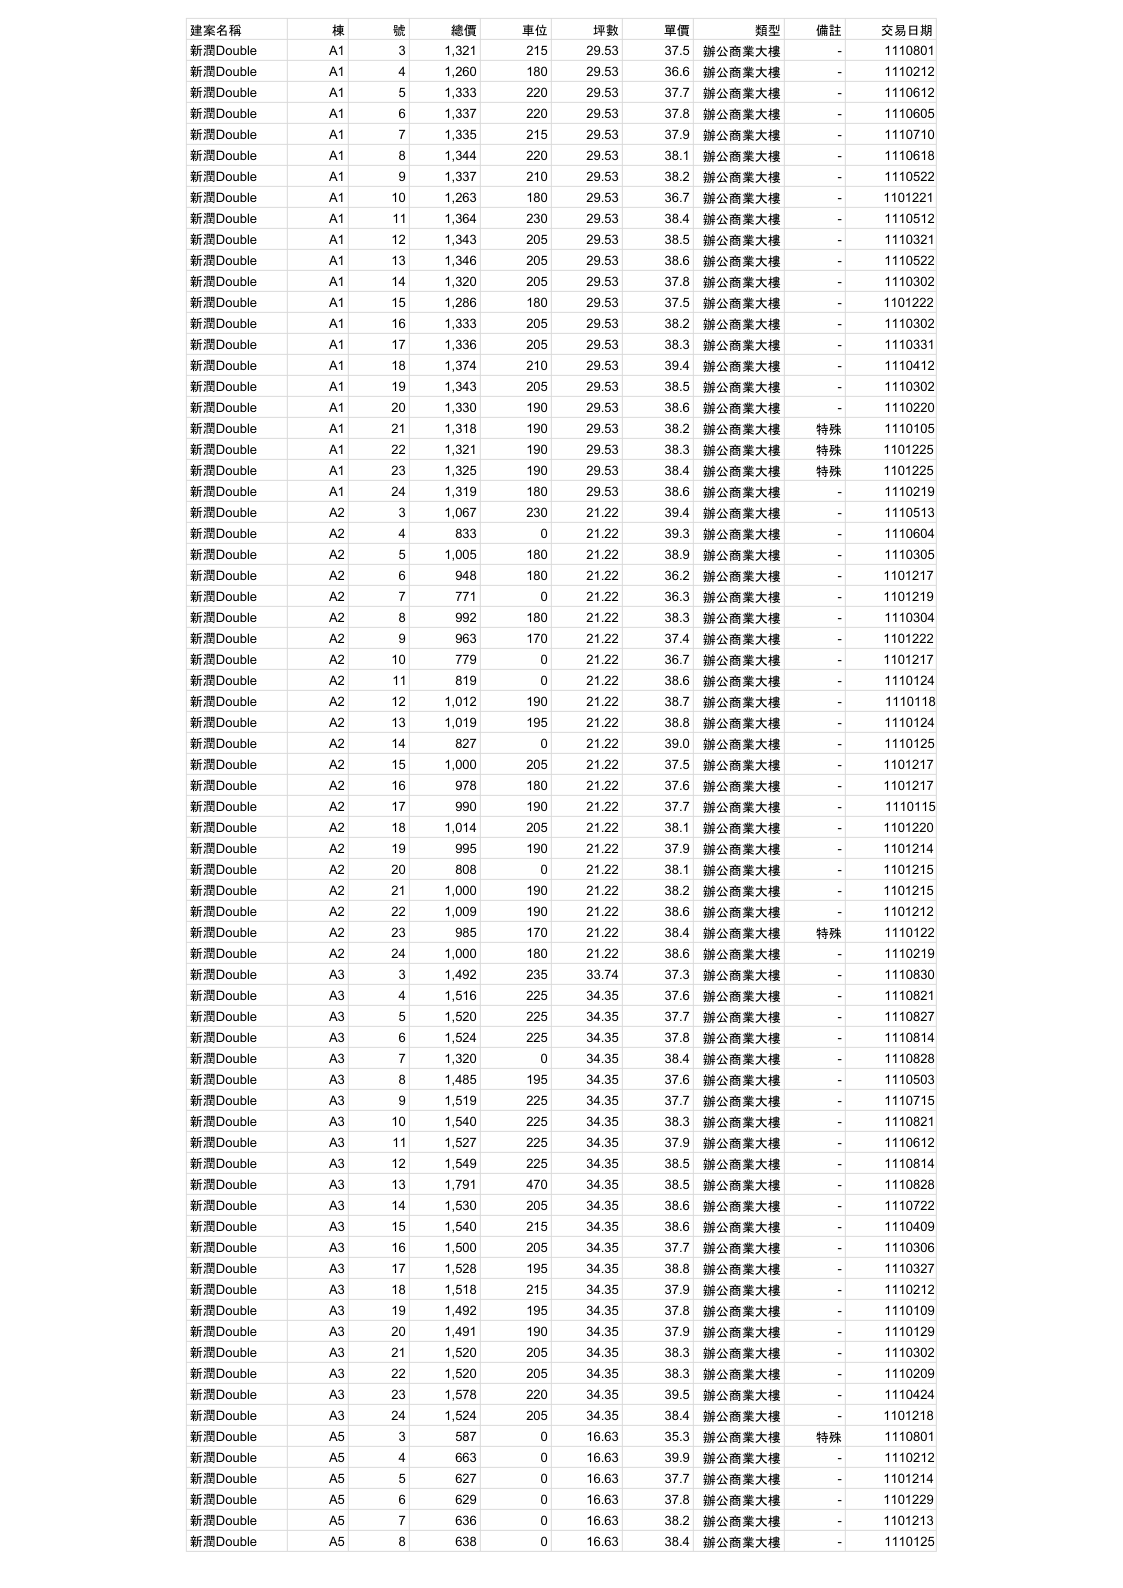 建案名稱 棟 號 總價 車位 坪數 單價 類型 備註 交易日期
新潤Double A1 3 1,321 215 29.53 37.5 辦公商業大樓 - 1110801
新潤Double A1 4 1,260 180 29.53 36.6 辦公商業大樓 - 1110212
新潤Double A1 5 1,333 220 29.53 37.7 辦公商業大樓 - 1110612
新潤Double A1 6 1,337 220 29.53 37.8 辦公商業大樓 - 1110605
新潤Double A1 7 1,335 215 29.53 37.9 辦公商業大樓 - 1110710
新潤Double A1 8 1,344 220 29.53 38.1 辦公商業大樓 - 1110618
新潤Double A1 9 1,337 210 29.53 38.2 辦公商業大樓 - 1110522
新潤Double A1 10 1,263 180 29.53 36.7 辦公商業大樓 - 1101221
新潤Double A1 11 1,364 230 29.53 38.4 辦公商業大樓 - 1110512
新潤Double A1 12 1,343 205 29.53 38.5 辦公商業大樓 - 1110321
新潤Double A1 13 1,346 205 29.53 38.6 辦公商業大樓 - 1110522
新潤Double A1 14 1,320 205 29.53 37.8 辦公商業大樓 - 1110302
新潤Double A1 15 1,286 180 29.53 37.5 辦公商業大樓 - 1101222
新潤Double A1 16 1,333 205 29.53 38.2 辦公商業大樓 - 1110302
新潤Double A1 17 1,336 205 29.53 38.3 辦公商業大樓 - 1110331
新潤Double A1 18 1,374 210 29.53 39.4 辦公商業大樓 - 1110412
新潤Double A1 19 1,343 205 29.53 38.5 辦公商業大樓 - 1110302
新潤Double A1 20 1,330 190 29.53 38.6 辦公商業大樓 - 1110220
新潤Double A1 21 1,318 190 29.53 38.2 辦公商業大樓 特殊 1110105
新潤Double A1 22 1,321 190 29.53 38.3 辦公商業大樓 特殊 1101225
新潤Double A1 23 1,325 190 29.53 38.4 辦公商業大樓 特殊 1101225
新潤Double A1 24 1,319 180 29.53 38.6 辦公商業大樓 - 1110219
新潤Double A2 3 1,067 230 21.22 39.4 辦公商業大樓 - 1110513
新潤Double A2 4 833 0 21.22 39.3 辦公商業大樓 - 1110604
新潤Double A2 5 1,005 180 21.22 38.9 辦公商業大樓 - 1110305
新潤Double A2 6 948 180 21.22 36.2 辦公商業大樓 - 1101217
新潤Double A2 7 771 0 21.22 36.3 辦公商業大樓 - 1101219
新潤Double A2 8 992 180 21.22 38.3 辦公商業大樓 - 1110304
新潤Double A2 9 963 170 21.22 37.4 辦公商業大樓 - 1101222
新潤Double A2 10 779 0 21.22 36.7 辦公商業大樓 - 1101217
新潤Double A2 11 819 0 21.22 38.6 辦公商業大樓 - 1110124
新潤Double A2 12 1,012 190 21.22 38.7 辦公商業大樓 - 1110118
新潤Double A2 13 1,019 195 21.22 38.8 辦公商業大樓 - 1110124
新潤Double A2 14 827 0 21.22 39.0 辦公商業大樓 - 1110125
新潤Double A2 15 1,000 205 21.22 37.5 辦公商業大樓 - 1101217
新潤Double A2 16 978 180 21.22 37.6 辦公商業大樓 - 1101217
新潤Double A2 17 990 190 21.22 37.7 辦公商業大樓 - 1110115
新潤Double A2 18 1,014 205 21.22 38.1 辦公商業大樓 - 1101220
新潤Double A2 19 995 190 21.22 37.9 辦公商業大樓 - 1101214
新潤Double A2 20 808 0 21.22 38.1 辦公商業大樓 - 1101215
新潤Double A2 21 1,000 190 21.22 38.2 辦公商業大樓 - 1101215
新潤Double A2 22 1,009 190 21.22 38.6 辦公商業大樓 - 1101212
新潤Double A2 23 985 170 21.22 38.4 辦公商業大樓 特殊 1110122
新潤Double A2 24 1,000 180 21.22 38.6 辦公商業大樓 - 1110219
新潤Double A3 3 1,492 235 33.74 37.3 辦公商業大樓 - 1110830
新潤Double A3 4 1,516 225 34.35 37.6 辦公商業大樓 - 1110821
新潤Double A3 5 1,520 225 34.35 37.7 辦公商業大樓 - 1110827
新潤Double A3 6 1,524 225 34.35 37.8 辦公商業大樓 - 1110814
新潤Double A3 7 1,320 0 34.35 38.4 辦公商業大樓 - 1110828
新潤Double A3 8 1,485 195 34.35 37.6 辦公商業大樓 - 1110503
新潤Double A3 9 1,519 225 34.35 37.7 辦公商業大樓 - 1110715
新潤Double A3 10 1,540 225 34.35 38.3 辦公商業大樓 - 1110821
新潤Double A3 11 1,527 225 34.35 37.9 辦公商業大樓 - 1110612
新潤Double A3 12 1,549 225 34.35 38.5 辦公商業大樓 - 1110814
新潤Double A3 13 1,791 470 34.35 38.5 辦公商業大樓 - 1110828
新潤Double A3 14 1,530 205 34.35 38.6 辦公商業大樓 - 1110722
新潤Double A3 15 1,540 215 34.35 38.6 辦公商業大樓 - 1110409
新潤Double A3 16 1,500 205 34.35 37.7 辦公商業大樓 - 1110306
新潤Double A3 17 1,528 195 34.35 38.8 辦公商業大樓 - 1110327
新潤Double A3 18 1,518 215 34.35 37.9 辦公商業大樓 - 1110212
新潤Double A3 19 1,492 195 34.35 37.8 辦公商業大樓 - 1110109
新潤Double A3 20 1,491 190 34.35 37.9 辦公商業大樓 - 1110129
新潤Double A3 21 1,520 205 34.35 38.3 辦公商業大樓 - 1110302
新潤Double A3 22 1,520 205 34.35 38.3 辦公商業大樓 - 1110209
新潤Double A3 23 1,578 220 34.35 39.5 辦公商業大樓 - 1110424
新潤Double A3 24 1,524 205 34.35 38.4 辦公商業大樓 - 1101218
新潤Double A5 3 587 0 16.63 35.3 辦公商業大樓 特殊 1110801
新潤Double A5 4 663 0 16.63 39.9 辦公商業大樓 - 1110212
新潤Double A5 5 627 0 16.63 37.7 辦公商業大樓 - 1101214
新潤Double A5 6 629 0 16.63 37.8 辦公商業大樓 - 1101229
新潤Double A5 7 636 0 16.63 38.2 辦公商業大樓 - 1101213
新潤Double A5 8 638 0 16.63 38.4 辦公商業大樓 - 1110125